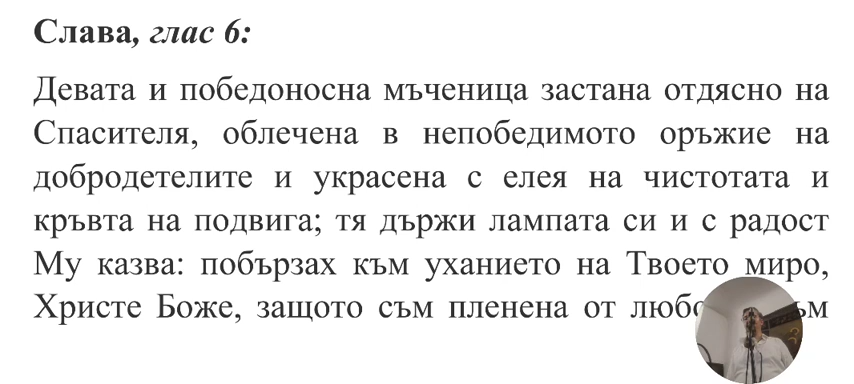 Слава, глас 6:
Девата и победоносна мъченица застана отдясно на
Спасителя, облечена в непобедимото оръжие на
добродетелите и украсена с елея на чистотата и
кръвта на подвига; тя държи лампата си и с радост
Му казва: побързах към уханието на Твоето миро,
Христе Боже, защото съм пленена от